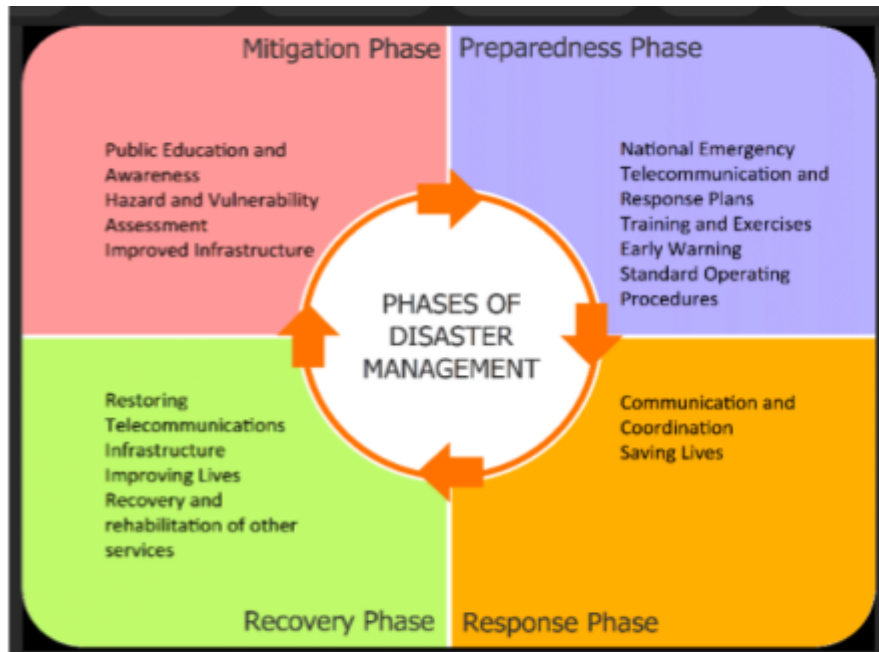 Mitigation Phase
Preparedness Phase
Public Education and
Awareness
Hazard and Vulnerability
Assessment
Improved Infrastructure
National Emergency
Telecommunication and
Response Plans
Training and Exercises
Early Warning
Standard Operating
Procedures
PHASES OF
DISASTER
MANAGEMENT
Restoring
Telecommunications
Infrastructure
Improving Lives
Recovery and
rehabilitation of other
services
Communication and
Coordination
Saving Lives
Recovery Phase
Response Phase